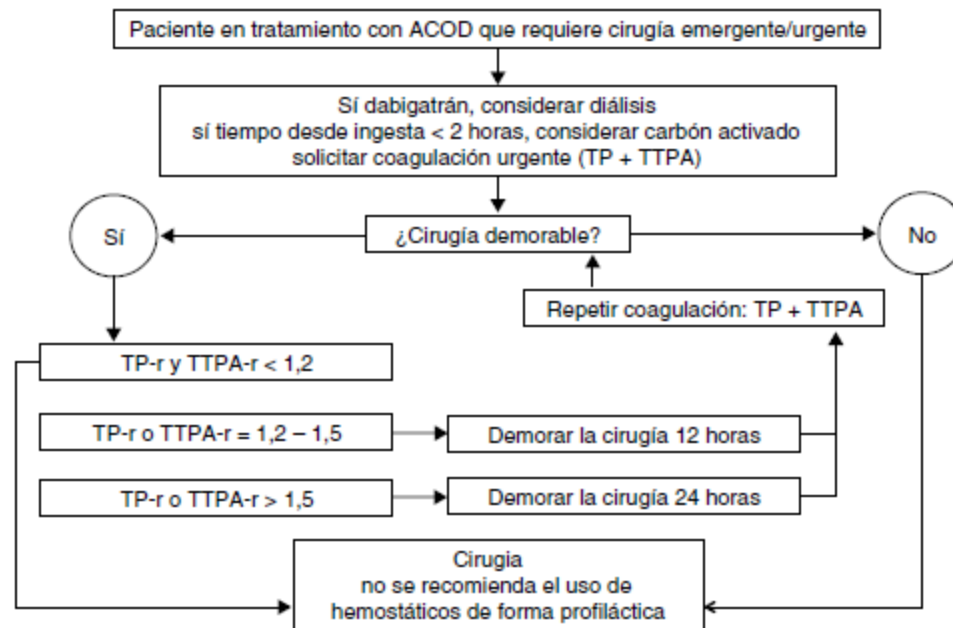 Paciente en tratamiento con ACOD que requiere cirugía emergente/urgente
Sí dabigatrán, considerar diálisis
sí tiempo desde ingesta < 2 horas, considerar carbón activado
solicitar coagulación urgente (TP + TTPA)
Sí
¿Cirugía demorable?
No
Repetir coagulación: TP + TTPA
TP-r y TTPA-r < 1,2
TP-r o TTPA-r = 1,2 – 1,5
Demorar la cirugía 12 horas
TP-r o TTPA-r > 1,5
Demorar la cirugía 24 horas
Cirugia
no se recomienda el uso de
hemostáticos de forma profiláctica